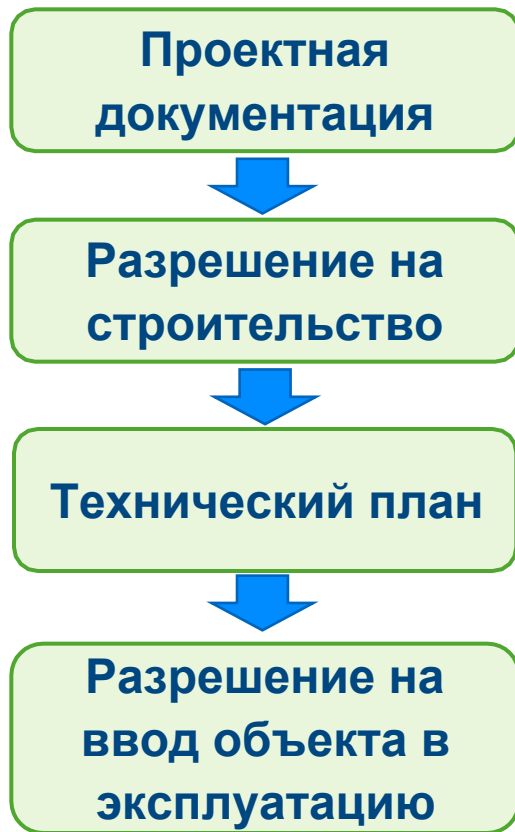 Проектная
документация
Разрешение на
строительство
Технический план
Разрешение на
ввод объекта в
эксплуатацию